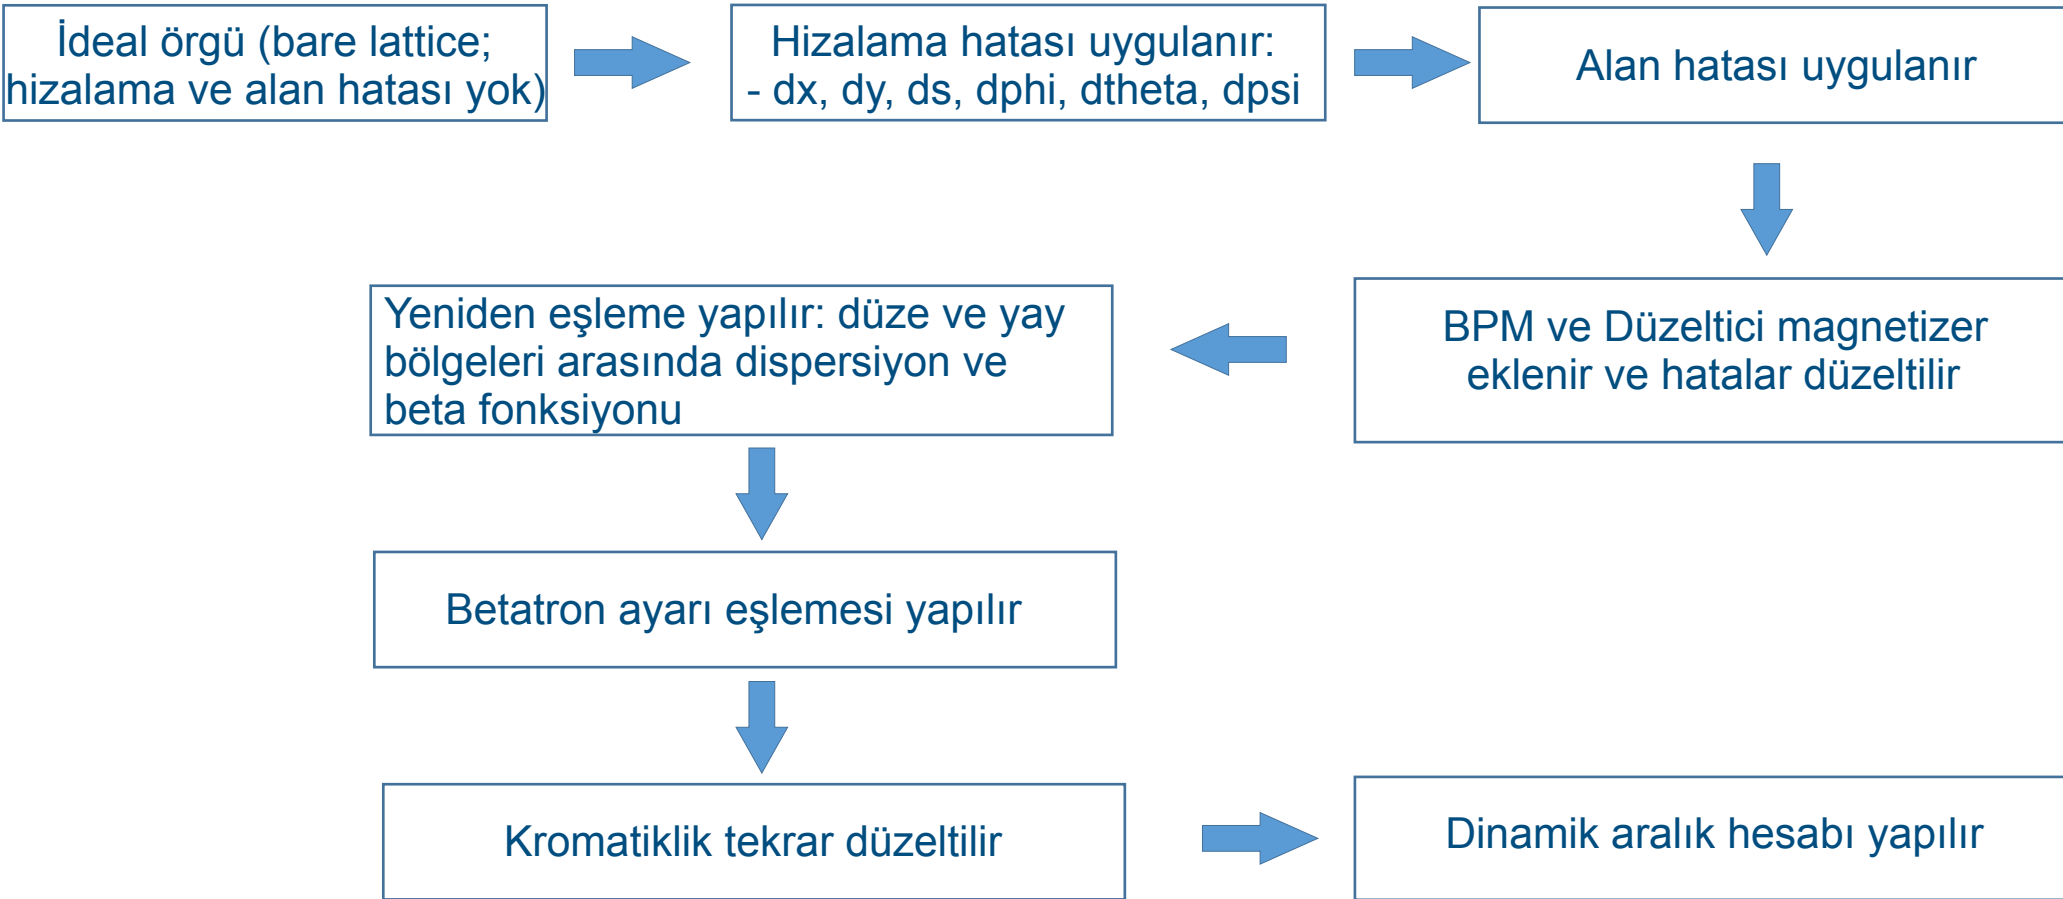 İdeal örgü (bare lattice;
hizalama ve alan hatası yok)
Hizalama hatası uygulanır:
- dx, dy, ds, dphi, dtheta, dpsi
Alan hatası uygulanır
BPM ve Düzeltici magnetizer
eklenir ve hatalar düzeltilir
Yeniden eşleme yapılır: düze ve yay
bölgeleri arasında dispersiyon ve
beta fonksiyonu
Betatron ayarı eşlemesi yapılır
Kromatiklik tekrar düzeltilir
Dinamik aralık hesabı yapılır